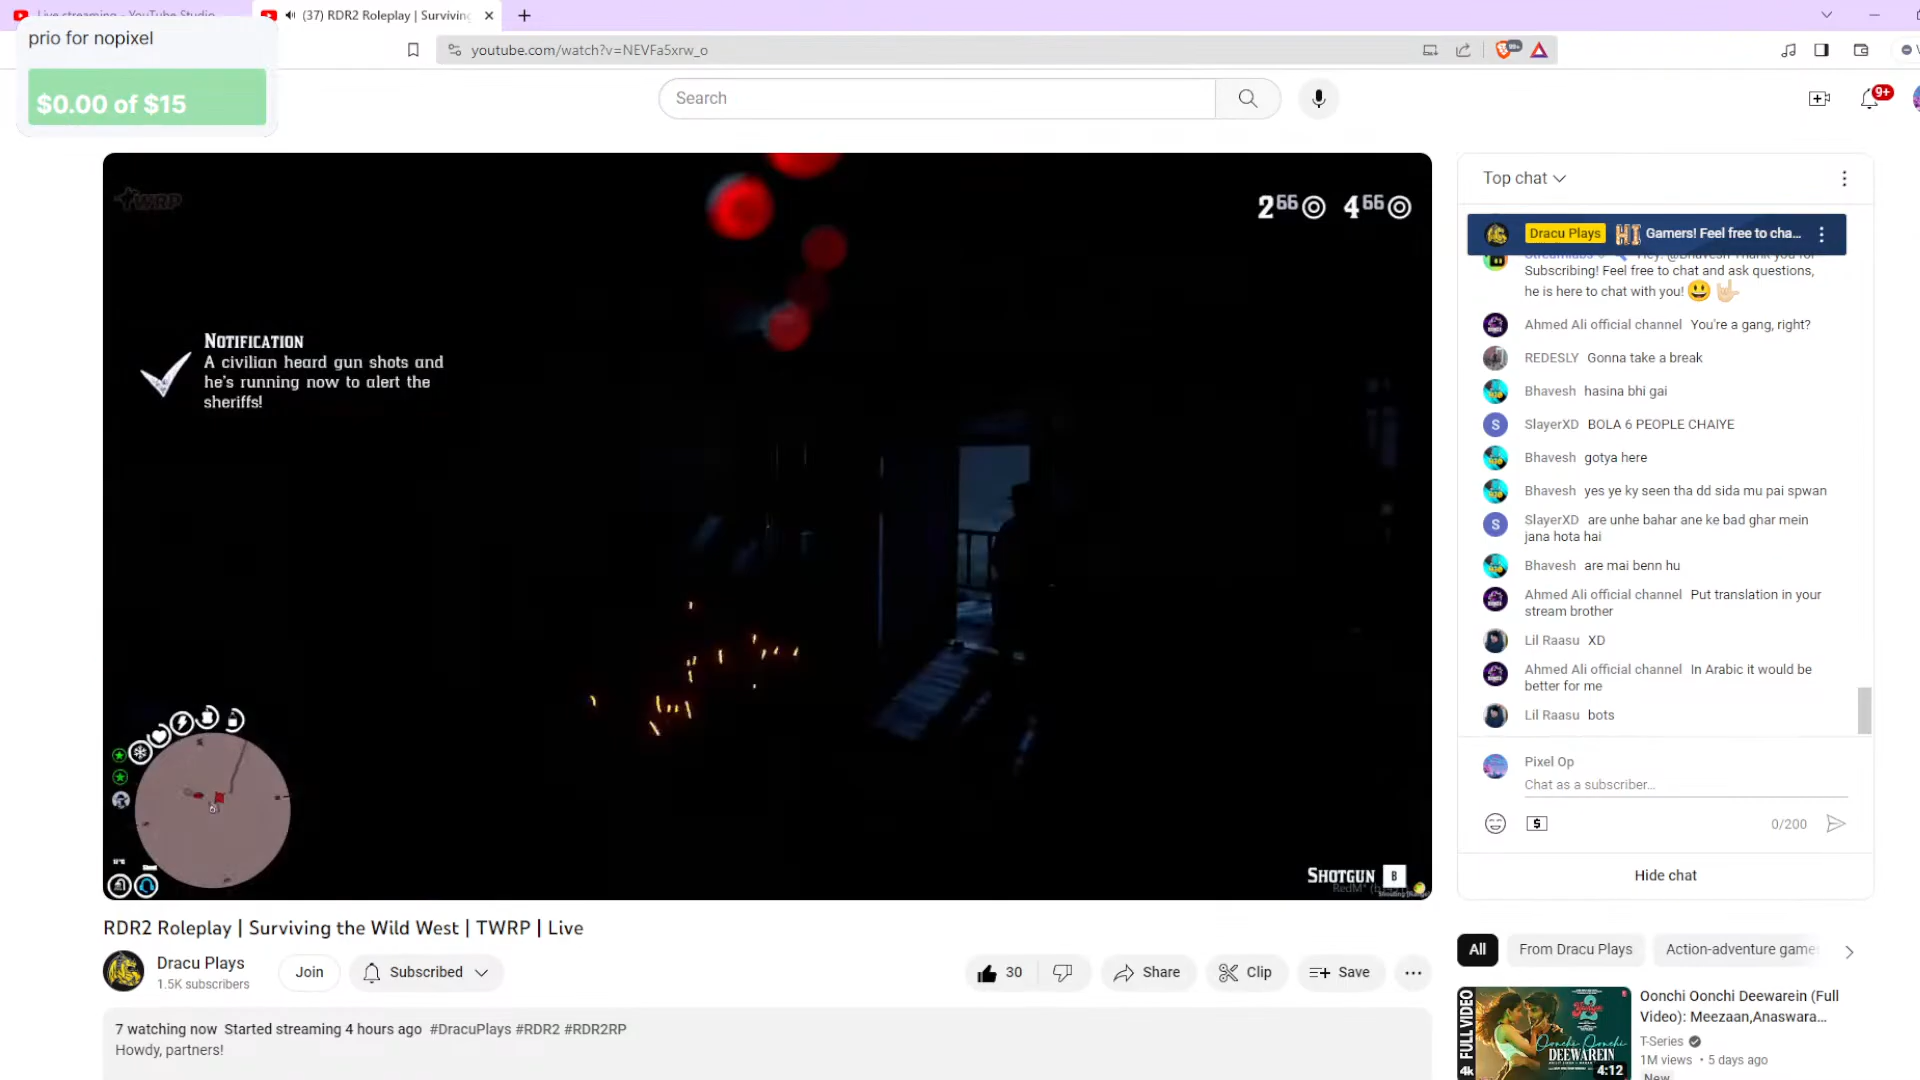 Live streaming - YouTube Studio
(37) RDR2 Roleplay | Surviving
prio for nopixel
$0.00 of $15
youtube.com/watch?v=NEVFa5xrw_o
99+
Search
9+
TWRP
2 66 4 66
NOTIFICATION
A civilian heard gun shots and
he's running now to alert the
sheriffs!
SHOTGUN B
Top chat
Dracu Plays HI Gamers! Feel free to cha...
Streamlabs Hey! @Bhavesh Thank you for
Subscribing! Feel free to chat and ask questions,
he is here to chat with you!
Ahmed Ali official channel You're a gang, right?
REDESLY Gonna take a break
Bhavesh hasina bhi gai
S SlayerXD BOLA 6 PEOPLE CHAIYE
Bhavesh gotya here
Bhavesh yes ye ky seen tha dd sida mu pai spwan
S SlayerXD are unhe bahar ane ke bad ghar mein
jana hota hai
Bhavesh are mai benn hu
Ahmed Ali official channel Put translation in your
stream brother
Lil Raasu XD
Ahmed Ali official channel In Arabic it would be
better for me
Lil Raasu bots
Pixel Op
Chat as a subscriber...
$ 0/200
Hide chat
RDR2 Roleplay | Surviving the Wild West | TWRP | Live
Dracu Plays
1.5K subscribers
Join
Subscribed
30
Share
Clip
Save
7 watching now Started streaming 4 hours ago #DracuPlays #RDR2 #RDR2RP
Howdy, partners!
All
From Dracu Plays
Action-adventure game
FULL VIDEO
4k
DEEWAREIN
4:12
Oonchi Oonchi Deewarein (Full
Video): Meezaan,Anaswara...
T-Series
1M views • 5 days ago
New